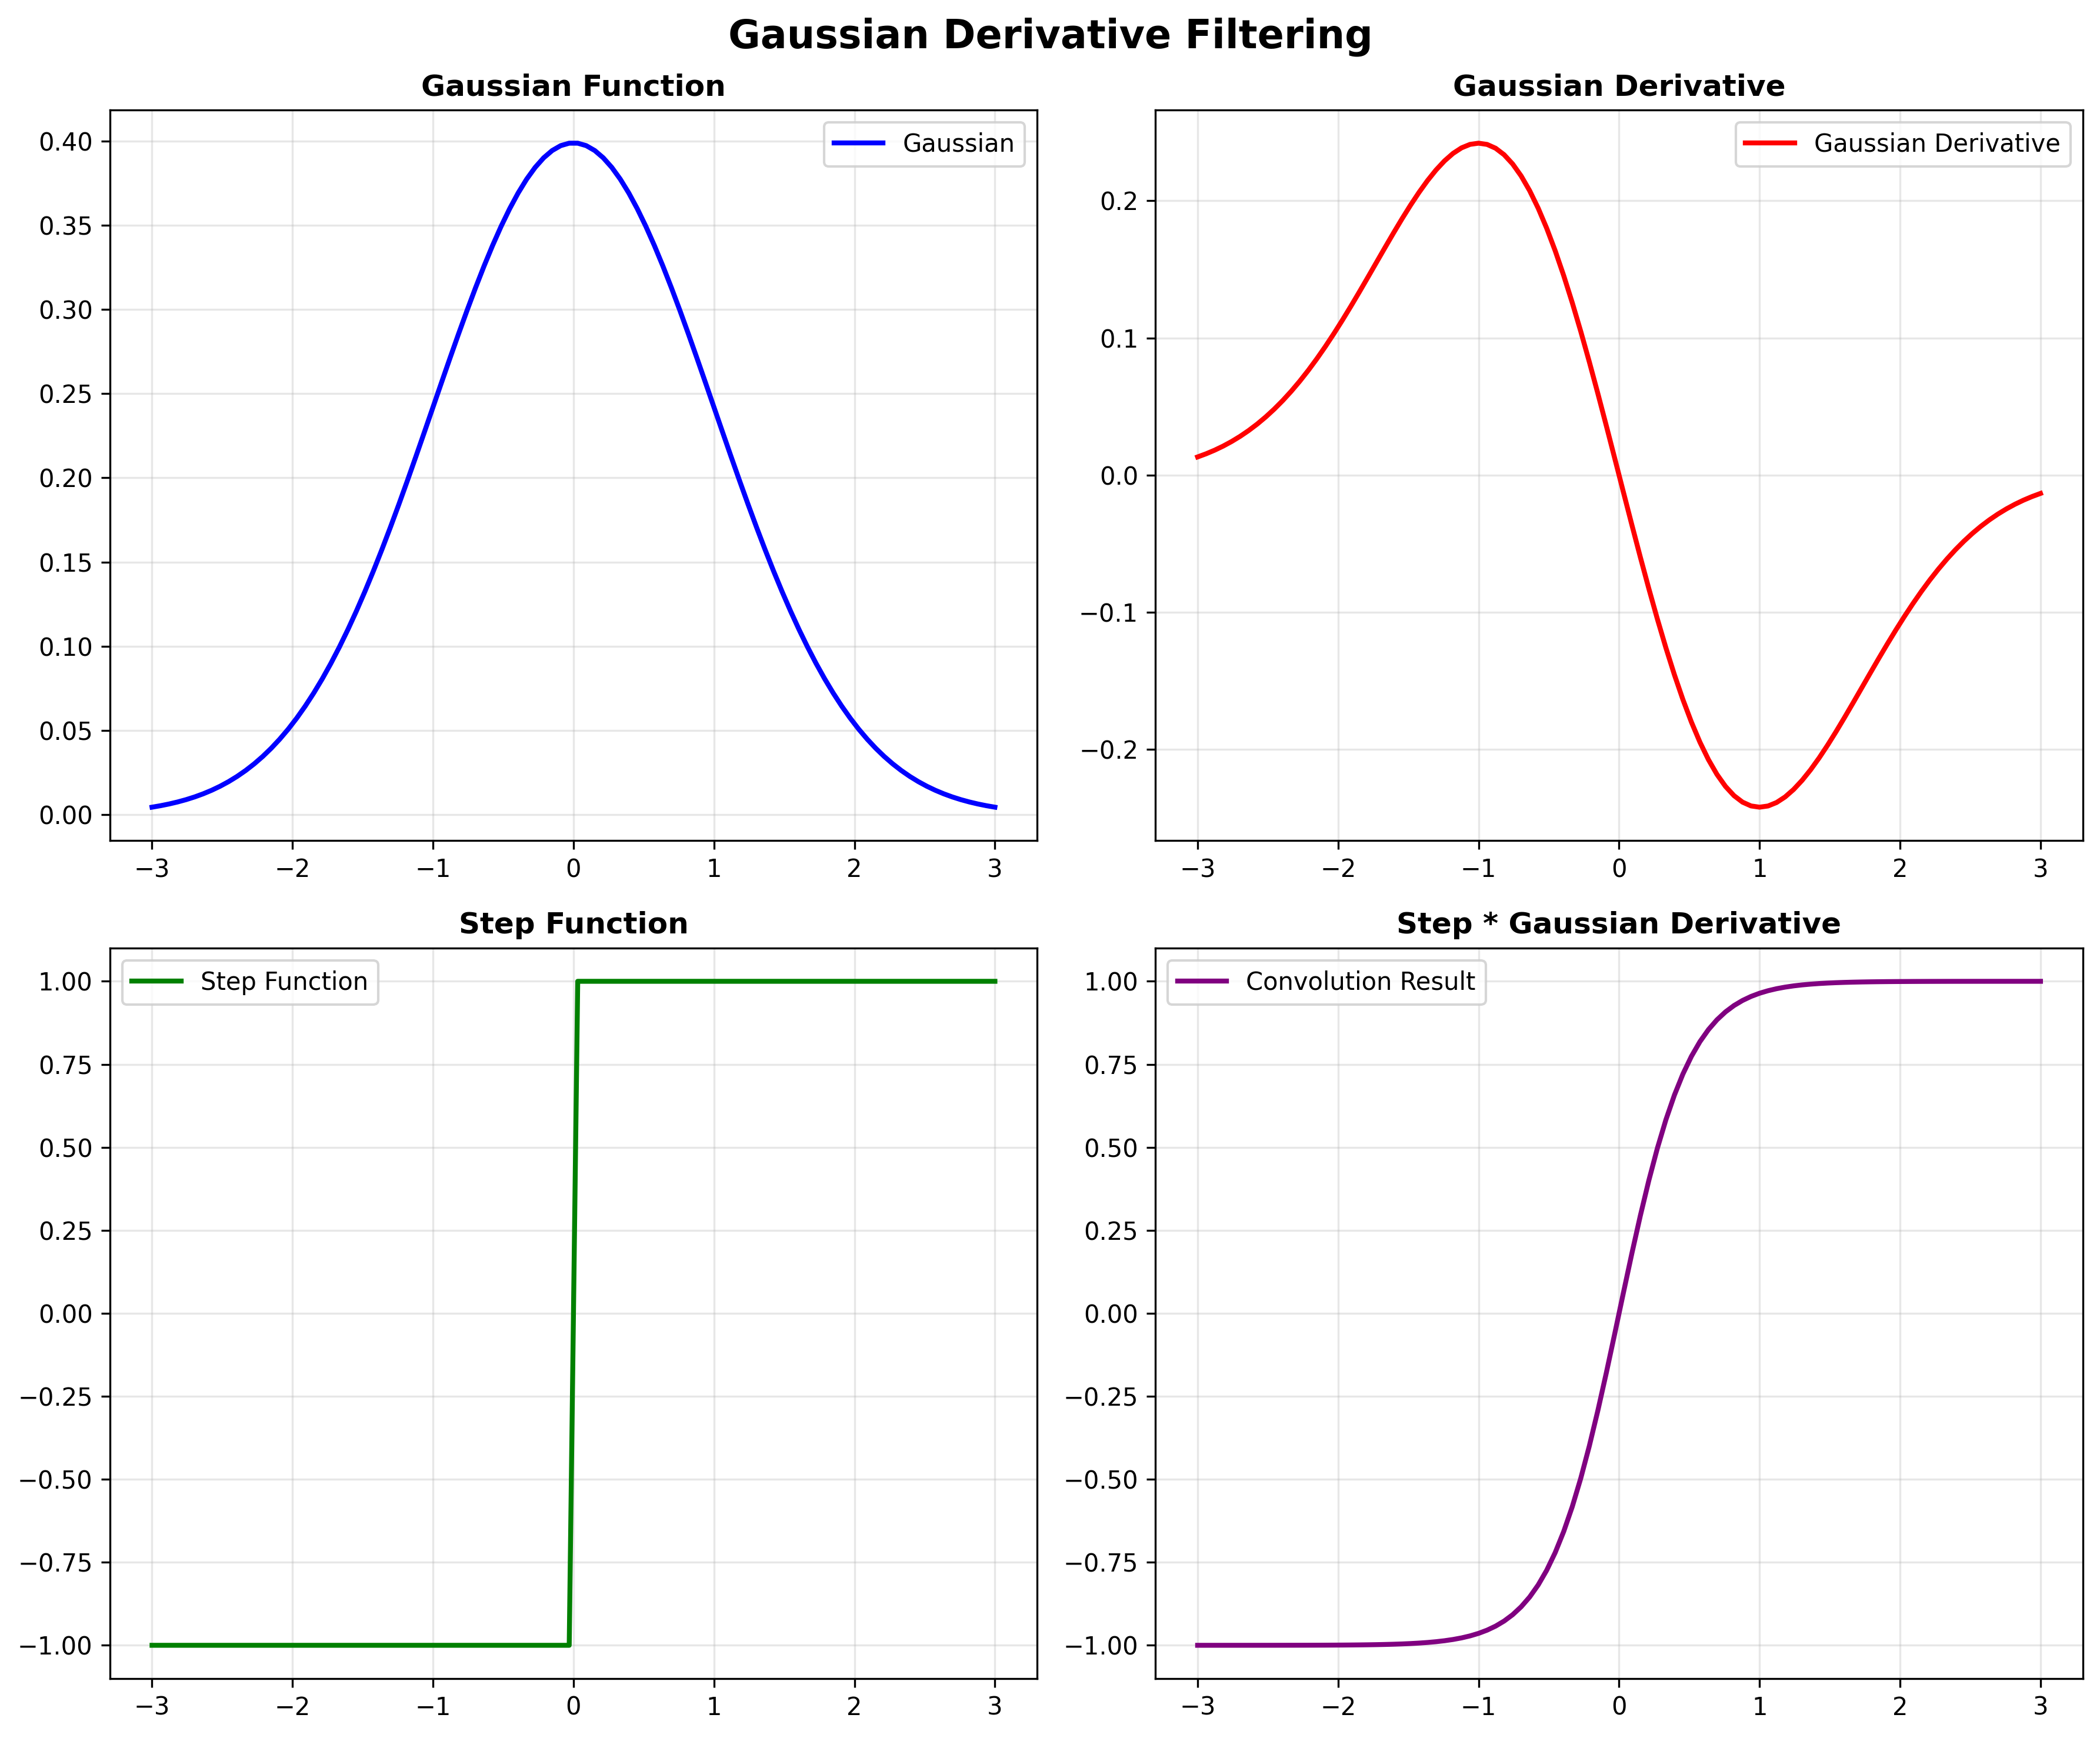 Gaussian Derivative Filtering
Gaussian Function
Gaussian
0.40
0.35
0.30
0.25
0.20
0.15
0.10
0.05
0.00
−3 −2 −1 0 1 2 3
Gaussian Derivative
Gaussian Derivative
0.2
0.1
0.0
−0.1
−0.2
−3 −2 −1 0 1 2 3
Step Function
Step Function
1.00
0.75
0.50
0.25
0.00
−0.25
−0.50
−0.75
−1.00
−3 −2 −1 0 1 2 3
Step * Gaussian Derivative
Convolution Result
1.00
0.75
0.50
0.25
0.00
−0.25
−0.50
−0.75
−1.00
−3 −2 −1 0 1 2 3